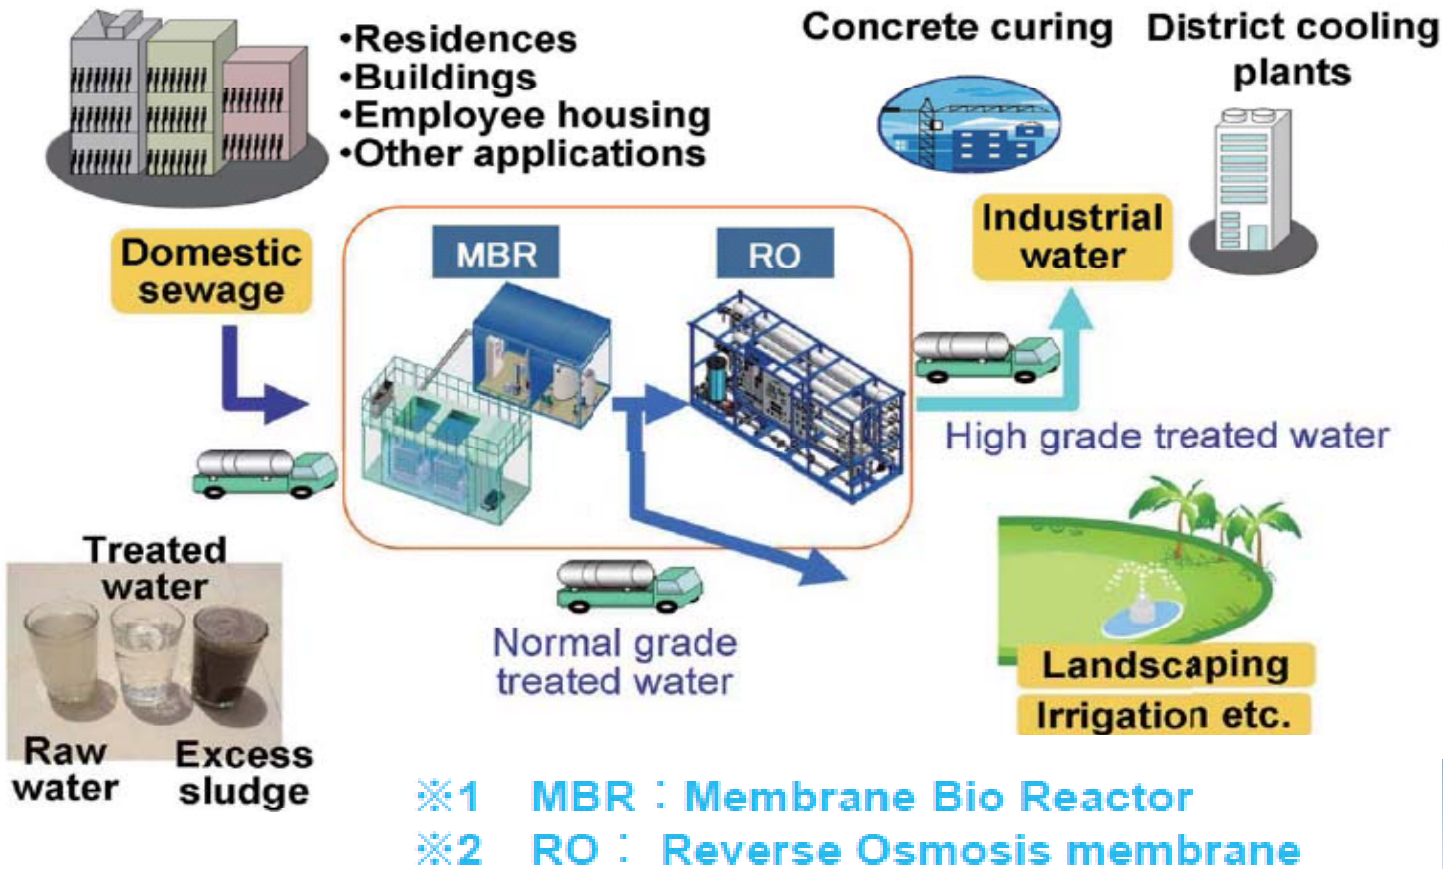 •Residences
•Buildings
•Employee housing
•Other applications
Concrete curing
District cooling
plants
Domestic
sewage
MBR
RO
Industrial
water
High grade treated water
Treated
water
Normal grade
treated water
Landscaping
Irrigation etc.
Raw
water
Excess
sludge
※1 MBR：Membrane Bio Reactor
※2 RO： Reverse Osmosis membrane